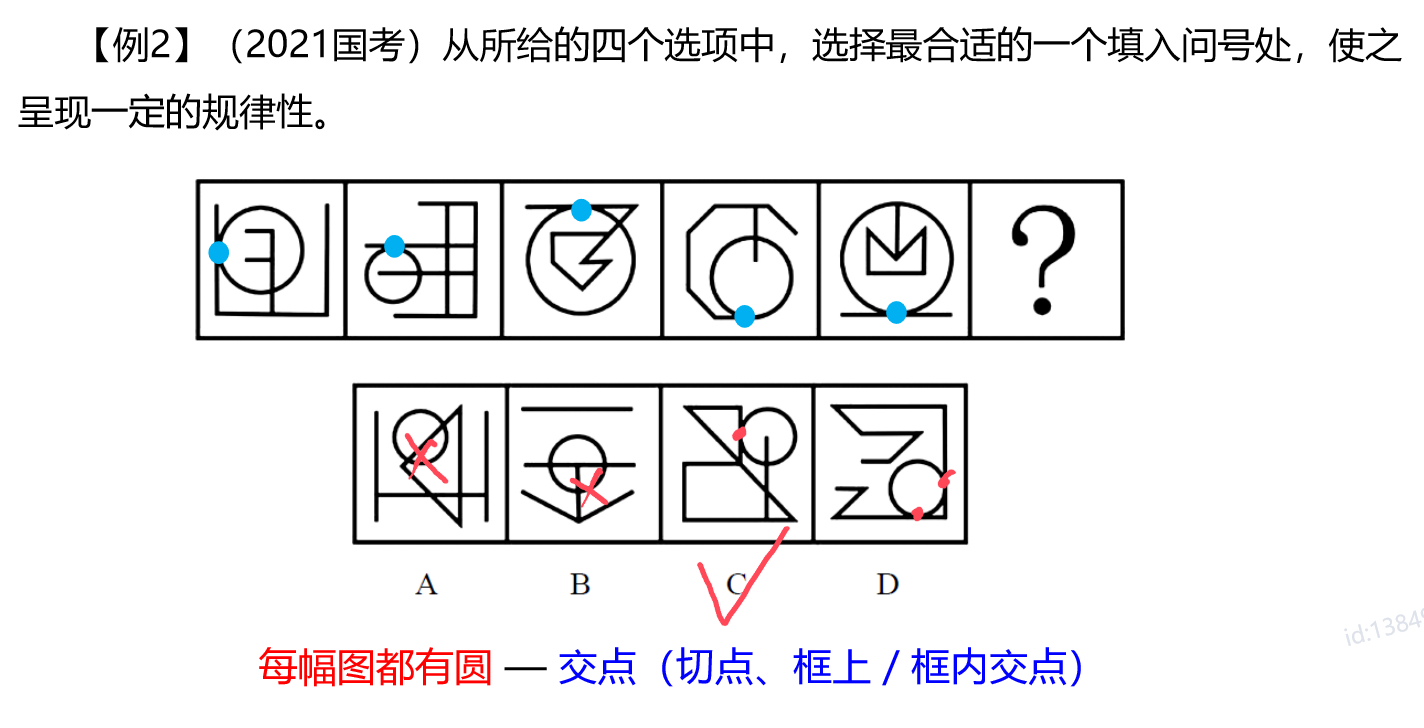 【例2】（2021国考）从所给的四个选项中，选择最合适的一个填入问号处，使之
呈现一定的规律性。
?
A B C D
每幅图都有圆 — 交点（切点、框上 / 框内交点）
id:13849